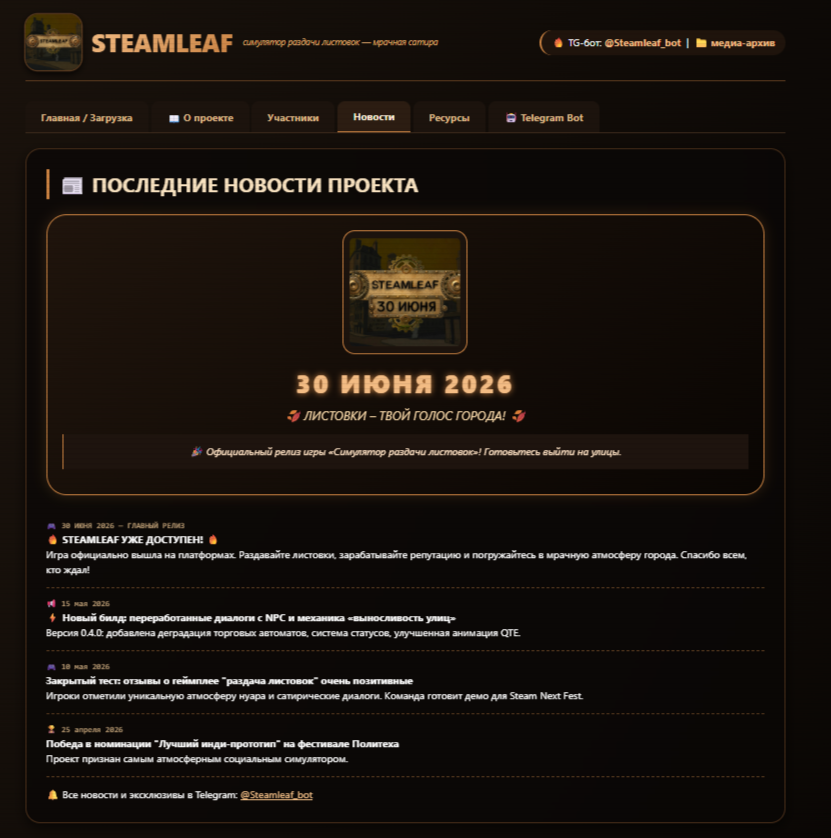 STEAMLEAF
STEAMLEAF
симулятор раздачи листовок — мрачная сатира
🔥 TG-бот: @Steamleaf_bot | 📁 медиа-архив
Главная / Загрузка
📖 О проекте
Участники
Новости
Ресурсы
🤖 Telegram Bot
📰 ПОСЛЕДНИЕ НОВОСТИ ПРОЕКТА
STEAMLEAF
30 ИЮНЯ
30 ИЮНЯ 2026
ЛИСТОВКИ – ТВОЙ ГОЛОС ГОРОДА!
🎉 Официальный релиз игры «Симулятор раздачи листовок»! Готовьтесь выйти на улицы.
🎮 30 ИЮНЯ 2026 — ГЛАВНЫЙ РЕЛИЗ
🔥 STEAMLEAF УЖЕ ДОСТУПЕН! 🔥
Игра официально вышла на платформах. Раздавайте листовки, зарабатывайте репутацию и погружайтесь в мрачную атмосферу города. Спасибо всем,
кто ждал!
📢 15 мая 2026
⚡ Новый билд: переработанные диалоги с NPC и механика «выносливость улиц»
Версия 0.4.0: добавлена деградация торговых автоматов, система статусов, улучшенная анимация QTE.
🎮 10 мая 2026
Закрытый тест: отзывы о геймплее "раздача листовок" очень позитивные
Игроки отметили уникальную атмосферу нуара и сатирические диалоги. Команда готовит демо для Steam Next Fest.
🏆 25 апреля 2026
Победа в номинации "Лучший инди-прототип" на фестивале Политеха
Проект признан самым атмосферным социальным симулятором.
🔔 Все новости и эксклюзивы в Telegram: @Steamleaf_bot